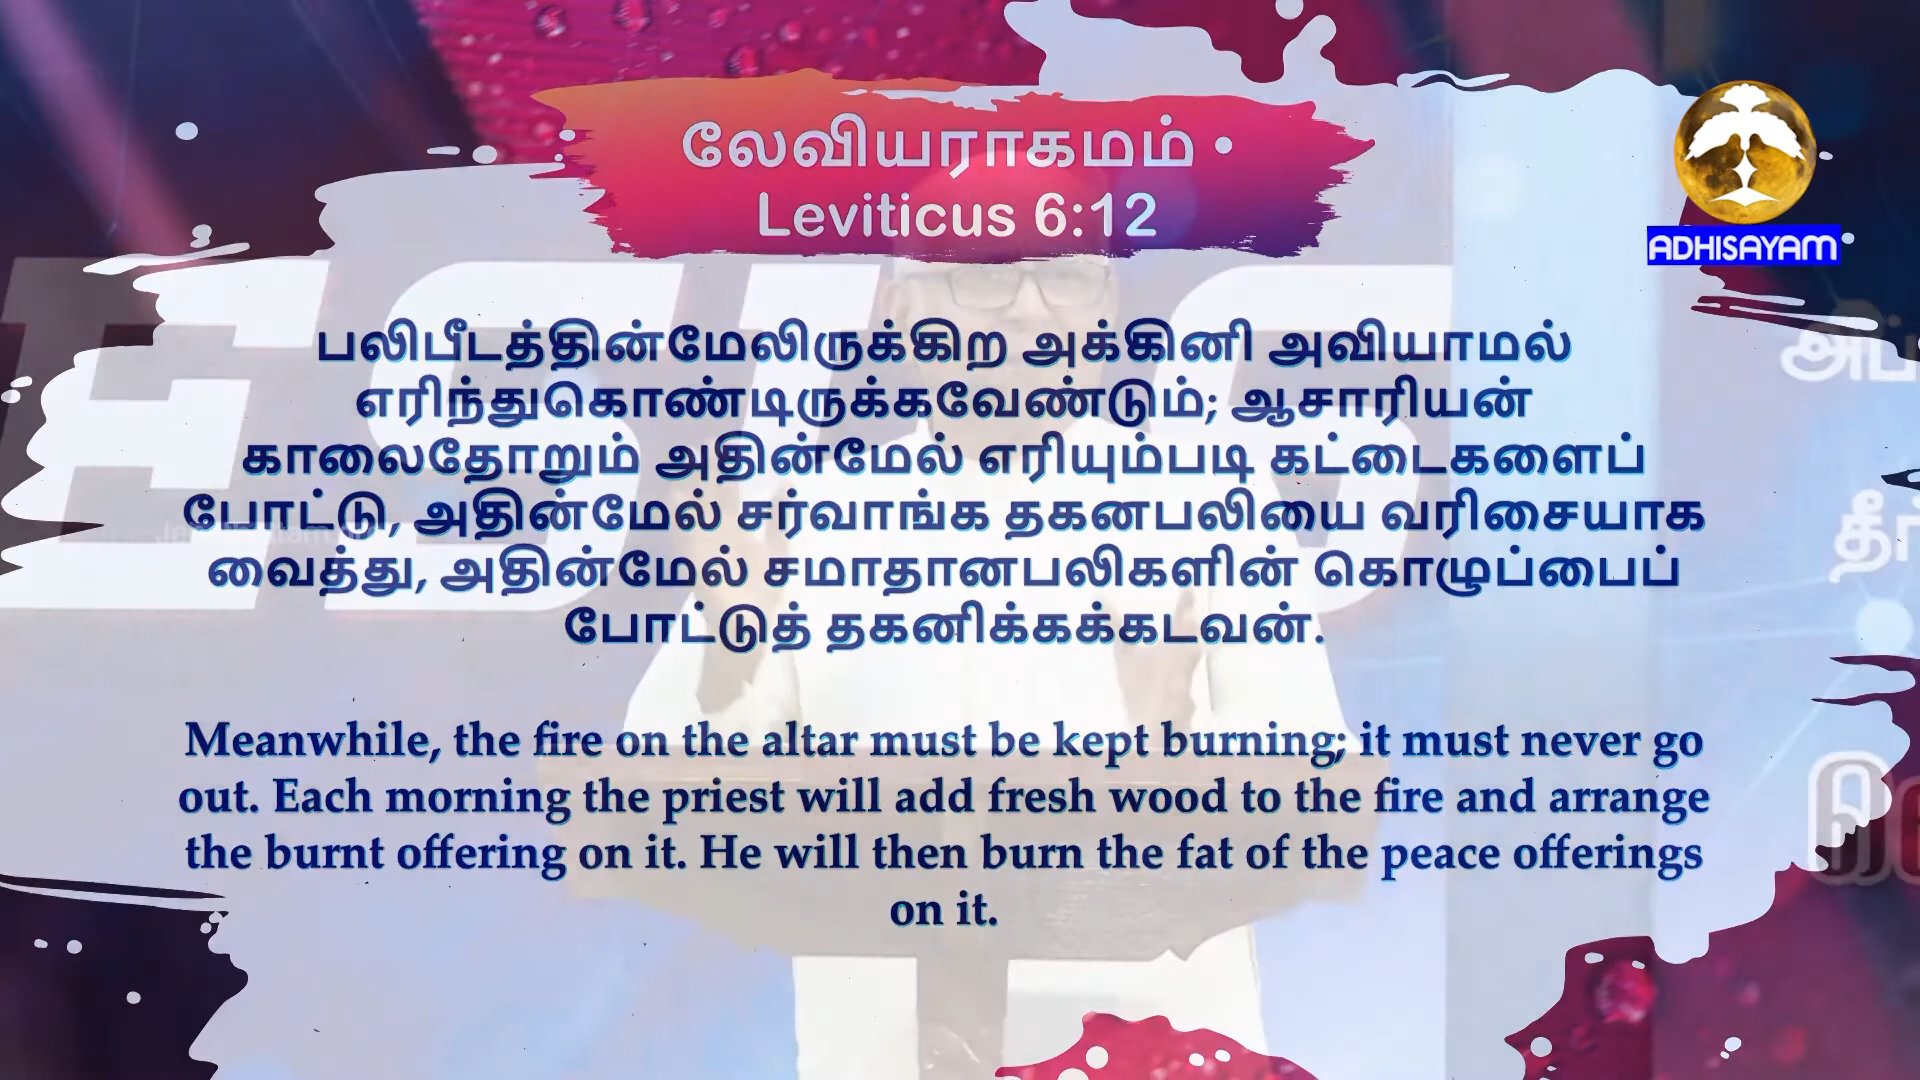 லேவியராகமம் •
Leviticus 6:12
ADHISAYAM
பலிபீடத்தின்மேலிருக்கிற அக்கினி அவியாமல்
எரிந்துகொண்டிருக்கவேண்டும்; ஆசாரியன்
காலைதோறும் அதின்மேல் எரியும்படி கட்டைகளைப்
போட்டு, அதின்மேல் சர்வாங்க தகனபலியை வரிசையாக
வைத்து, அதின்மேல் சமாதானபலிகளின் கொழுப்பைப்
போட்டுத் தகனிக்கக்கடவன்.
Meanwhile, the fire on the altar must be kept burning; it must never go
out. Each morning the priest will add fresh wood to the fire and arrange
the burnt offering on it. He will then burn the fat of the peace offerings
on it.